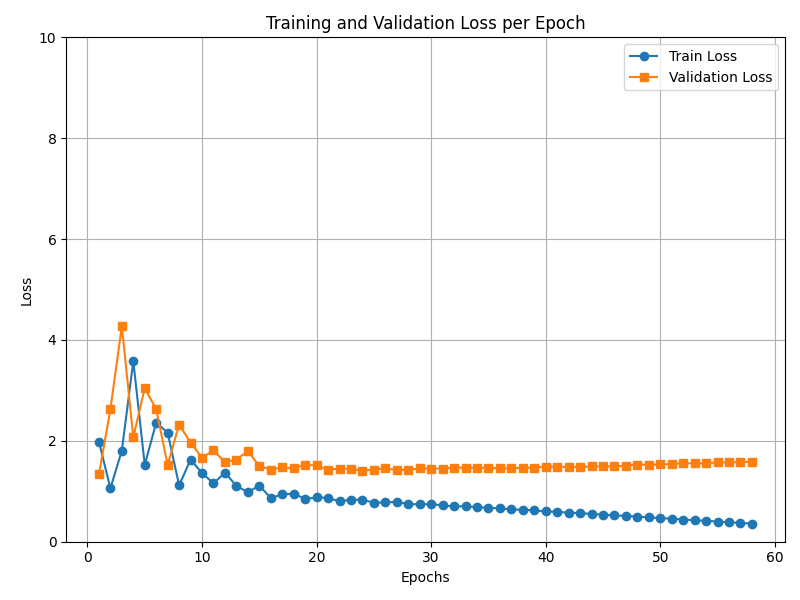 Training and Validation Loss per Epoch
10
8
6
4
2
0
Loss
Train Loss
Validation Loss
0 10 20 30 40 50 60
Epochs